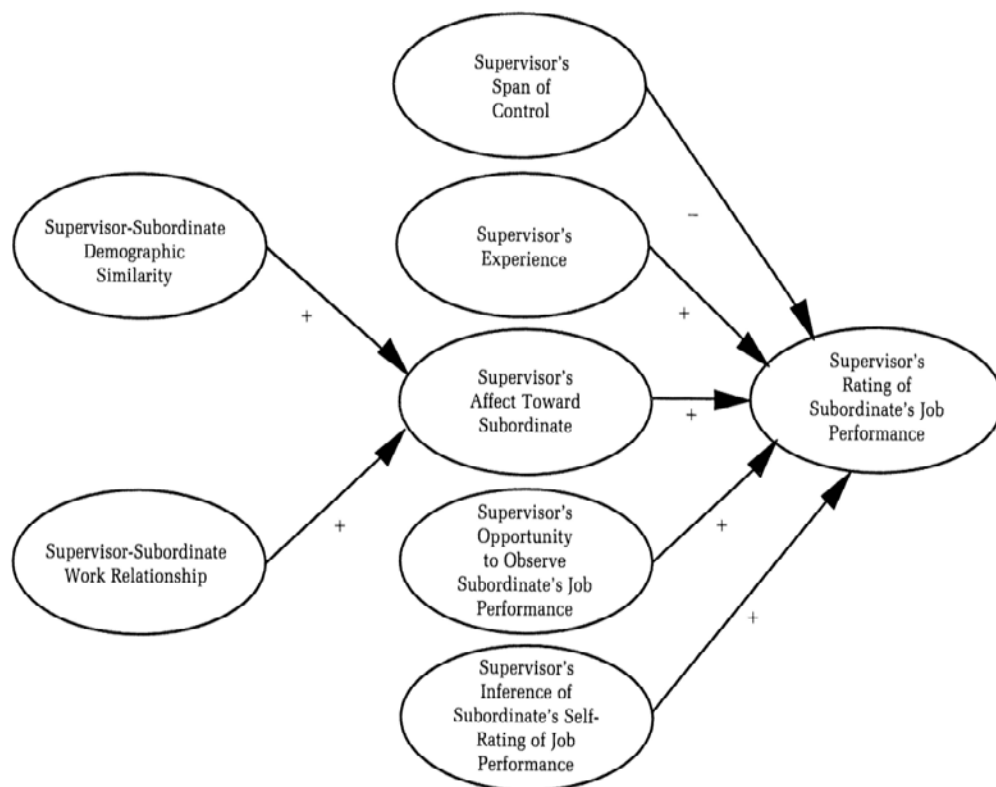 Supervisor's
Span of
Control
Supervisor-Subordinate
Demographic
Similarity
Supervisor's
Experience
−
+
+
Supervisor's
Affect Toward
Subordinate
+
Supervisor's
Rating of
Subordinate's Job
Performance
Supervisor-Subordinate
Work Relationship
+
Supervisor's
Opportunity
to Observe
Subordinate's Job
Performance
+
Supervisor's
Inference of
Subordinate's Self-
Rating of Job
Performance
+